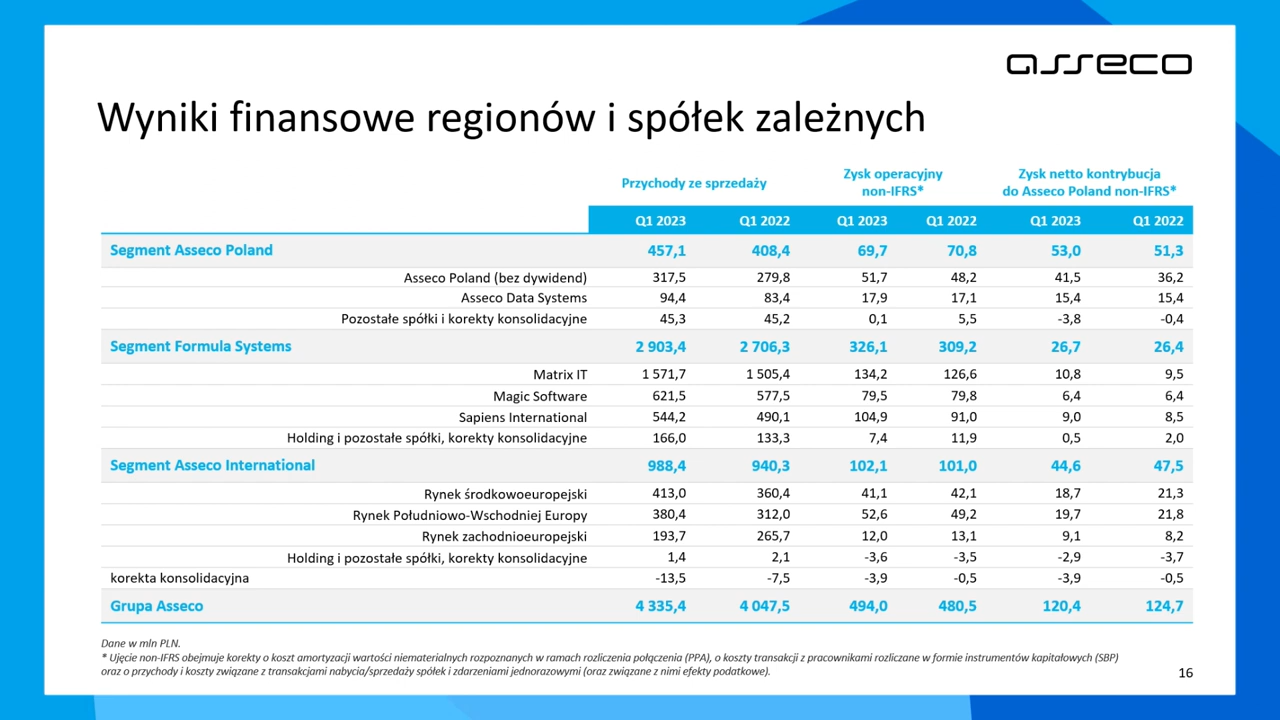 asseco
Wyniki finansowe regionów i spółek zależnych
Przychody ze sprzedaży
Zysk operacyjny
non-IFRS*
Zysk netto kontrybucja
do Asseco Poland non-IFRS*
Q1 2023 Q1 2022 Q1 2023 Q1 2022 Q1 2023 Q1 2022
Segment Asseco Poland 457,1 408,4 69,7 70,8 53,0 51,3
Asseco Poland (bez dywidend) 317,5 279,8 51,7 48,2 41,5 36,2
Asseco Data Systems 94,4 83,4 17,9 17,1 15,4 15,4
Pozostałe spółki i korekty konsolidacyjne 45,3 45,2 0,1 5,5 -3,8 -0,4
Segment Formula Systems 2 903,4 2 706,3 326,1 309,2 26,7 26,4
Matrix IT 1 571,7 1 505,4 134,2 126,6 10,8 9,5
Magic Software 621,5 577,5 79,5 79,8 6,4 6,4
Sapiens International 544,2 490,1 104,9 91,0 9,0 8,5
Holding i pozostałe spółki, korekty konsolidacyjne 166,0 133,3 7,4 11,9 0,5 2,0
Segment Asseco International 988,4 940,3 102,1 101,0 44,6 47,5
Rynek środkowoeuropejski 413,0 360,4 41,1 42,1 18,7 21,3
Rynek Południowo-Wschodniej Europy 380,4 312,0 52,6 49,2 19,7 21,8
Rynek zachodnioeuropejski 193,7 265,7 12,0 13,1 9,1 8,2
Holding i pozostałe spółki, korekty konsolidacyjne 1,4 2,1 -3,6 -3,5 -2,9 -3,7
korekta konsolidacyjna -13,5 -7,5 -3,9 -0,5 -3,9 -0,5
Grupa Asseco 4 335,4 4 047,5 494,0 480,5 120,4 124,7
Dane w mln PLN.
* Ujęcie non-IFRS obejmuje korekty o koszt amortyzacji wartości niematerialnych rozpoznanych w ramach rozliczenia połączenia (PPA), o koszty transakcji z pracownikami rozliczane w formie instrumentów kapitałowych (SBP)
oraz o przychody i koszty związane z transakcjami nabycia/sprzedaży spółek i zdarzeniami jednorazowymi (oraz związane z nimi efekty podatkowe).
16